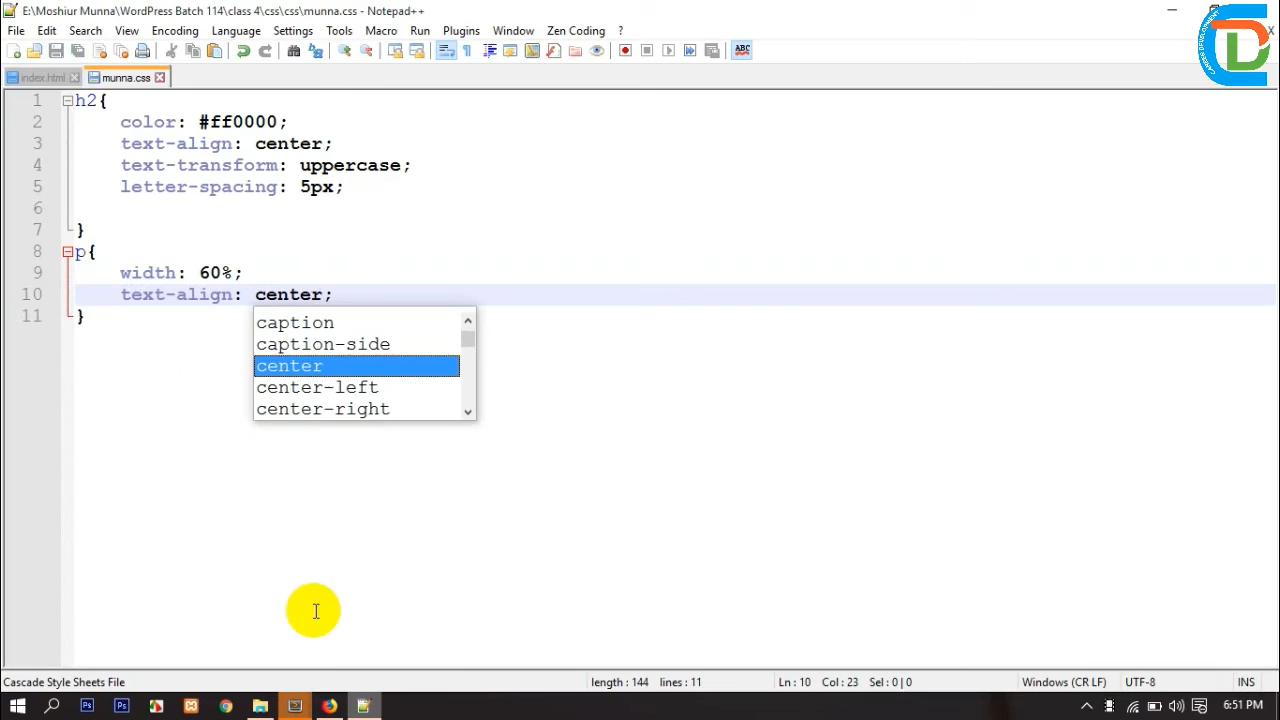 E:\Moshiur Munna\WordPress Batch 114\class 4\css\css\munna.css - Notepad++
File Edit Search View Encoding Language Settings Tools Macro Run Plugins Window Zen Coding ? X
ABC
index.html munna.css
1 h2{
2 color: #ff0000;
3 text-align: center;
4 text-transform: uppercase;
5 letter-spacing: 5px;
6
7 }
8 p{
9 width: 60%;
10 text-align: center;
11 }
caption
caption-side
center
center-left
center-right
Cascade Style Sheets File length : 144 lines : 11 Ln : 10 Col : 23 Sel : 0 | 0 Windows (CR LF) UTF-8 INS
6:51 PM